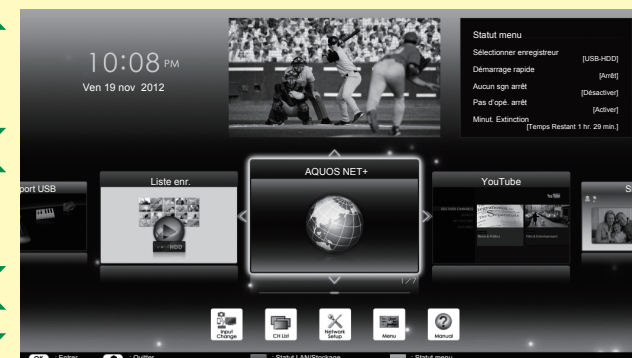 10:08 PM
Ven 19 nov 2012
Statut menu
Sélectionner enregistreur
[USB-HDD]
Démarrage rapide
[Arrêt]
Aucun sgn arrêt
[Désactiver]
Pas d'opé. arrêt
[Activer]
Minut. Extinction
[Temps Restant 1 hr. 29 min.]
port USB
Liste enr.
HDD
AQUOS NET+
1/7
YouTube
S
Input
Change
CH List
Network
Setup
Menu
Manual
OK : Entrer : Quitter : Statut LAN/Stockage : Statut menu